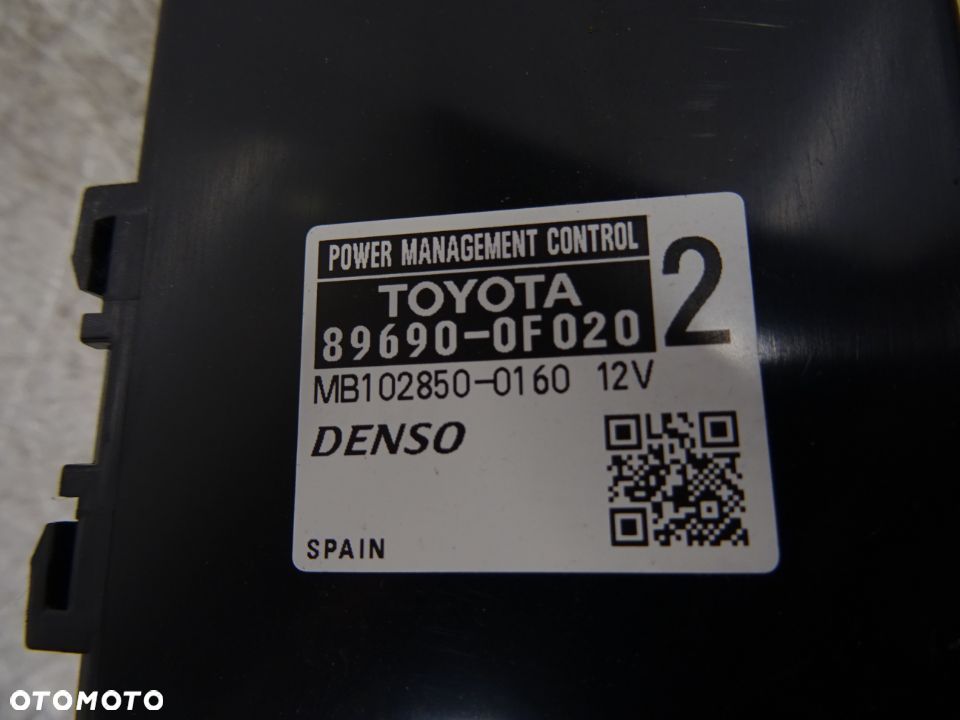 POWER MANAGEMENT CONTROL
TOYOTA
89690-0F020
2
MB102850-0160 12V
DENSO
SPAIN
OTOMOTO